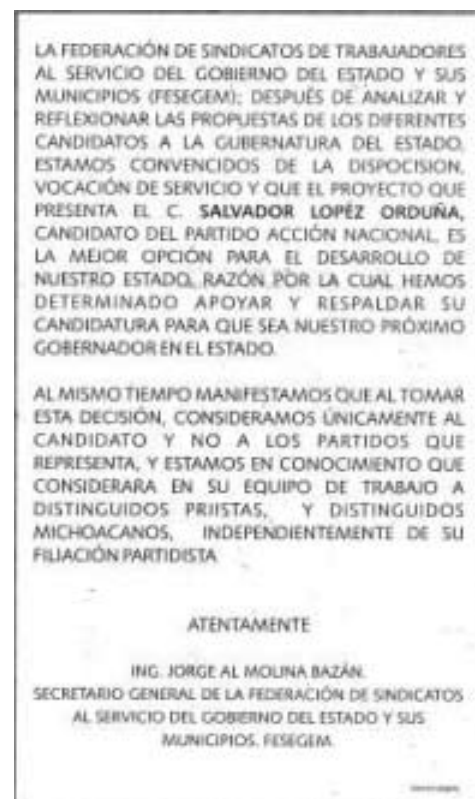 LA FEDERACIÓN DE SINDICATOS DE TRABAJADORES
AL SERVICIO DEL GOBIERNO DEL ESTADO Y SUS
MUNICIPIOS (FESEGEM); DESPUÉS DE ANALIZAR Y
REFLEXIONAR LAS PROPUESTAS DE LOS DIFERENTES
CANDIDATOS A LA GUBERNATURA DEL ESTADO,
ESTAMOS CONVENCIDOS DE LA DISPOCISION,
VOCACIÓN DE SERVICIO Y QUE EL PROYECTO QUE
PRESENTA EL C. SALVADOR LOPÉZ ORDUÑA,
CANDIDATO DEL PARTIDO ACCIÓN NACIONAL, ES
LA MEJOR OPCIÓN PARA EL DESARROLLO DE
NUESTRO ESTADO, RAZÓN POR LA CUAL HEMOS
DETERMINADO APOYAR Y RESPALDAR SU
CANDIDATURA PARA QUE SEA NUESTRO PRÓXIMO
GOBERNADOR EN EL ESTADO.
AL MISMO TIEMPO MANIFESTAMOS QUE AL TOMAR
ESTA DECISIÓN, CONSIDERAMOS ÚNICAMENTE AL
CANDIDATO Y NO A LOS PARTIDOS QUE
REPRESENTA, Y ESTAMOS EN CONOCIMIENTO QUE
CONSIDERARA EN SU EQUIPO DE TRABAJO A
DISTINGUIDOS PRIISTAS, Y DISTINGUIDOS
MICHOACANOS, INDEPENDIENTEMENTE DE SU
FILIACIÓN PARTIDISTA
ATENTAMENTE
ING. JORGE AL MOLINA BAZÁN.
SECRETARIO GENERAL DE LA FEDERACIÓN DE SINDICATOS
AL SERVICIO DEL GOBIERNO DEL ESTADO Y SUS
MUNICIPIOS. FESEGEM.